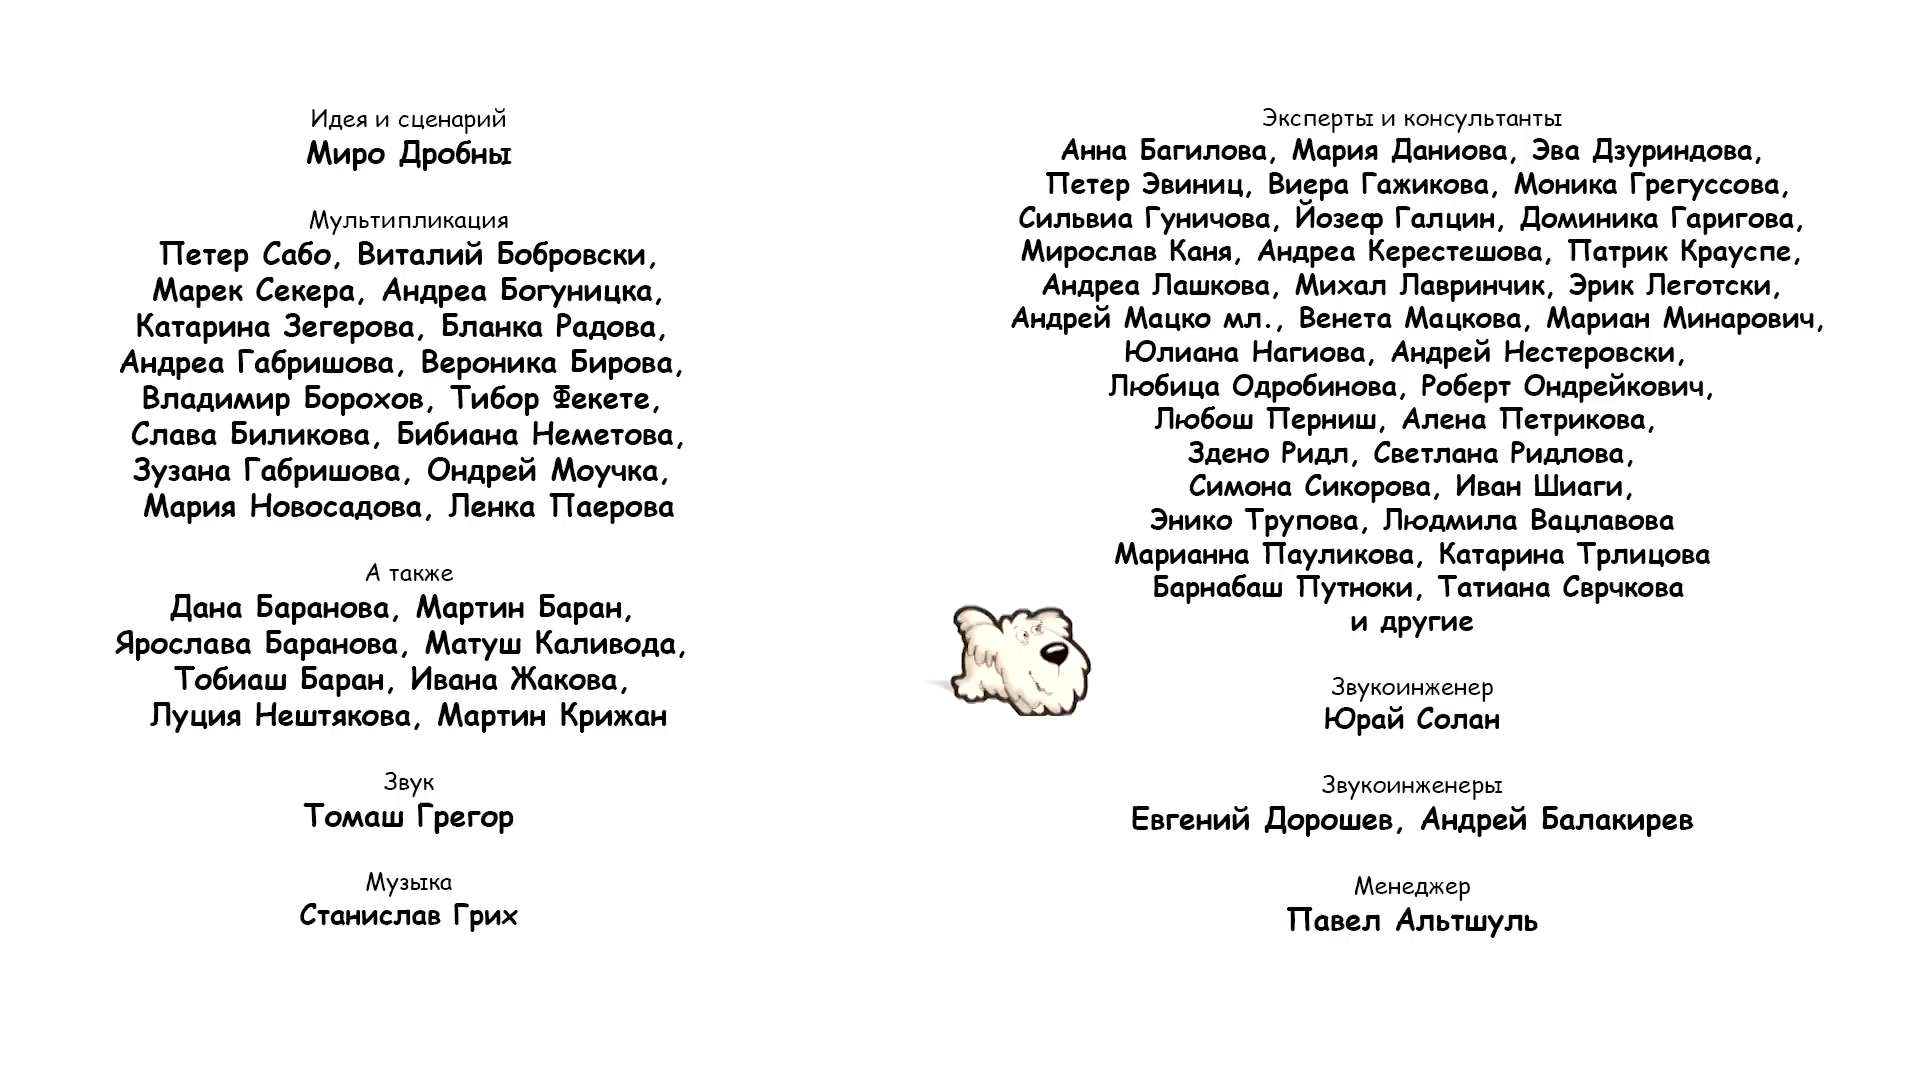 Идея и сценарий
Миро Дробны
Мультипликация
Петер Сабо, Виталий Бобровски,
Марек Секера, Андреа Богуницка,
Катарина Зегерова, Бланка Радова,
Андреа Габришова, Вероника Бирова,
Владимир Борохов, Тибор Фекете,
Слава Биликова, Бибиана Неметова,
Зузана Габришова, Ондрей Моучка,
Мария Новосадова, Ленка Паерова
А также
Дана Баранова, Мартин Баран,
Ярослава Баранова, Матуш Каливода,
Тобиаш Баран, Ивана Жакова,
Луция Нештякова, Мартин Крижан
Звук
Томаш Грегор
Музыка
Станислав Грих
Эксперты и консультанты
Анна Багилова, Мария Даниова, Эва Дзуриндова,
Петер Эвиниц, Виера Гажикова, Моника Грегуссова,
Сильвиа Гуничова, Йозеф Галцин, Доминика Гаригова,
Мирослав Каня, Андреа Керестешова, Патрик Крауспе,
Андреа Лашкова, Михал Лавринчик, Эрик Леготски,
Андрей Мацко мл., Венета Мацкова, Мариан Минарович,
Юлиана Нагиова, Андрей Нестеровски,
Любица Одробинова, Роберт Ондрейкович,
Любош Перниш, Алена Петрикова,
Здено Ридл, Светлана Ридлова,
Симона Сикорова, Иван Шиаги,
Энико Трупова, Людмила Вацлавова
Марианна Пауликова, Катарина Трлицова
Барнабаш Путноки, Татиана Сврчкова
и другие
Звукоинженер
Юрай Солан
Звукоинженеры
Евгений Дорошев, Андрей Балакирев
Менеджер
Павел Альтшуль